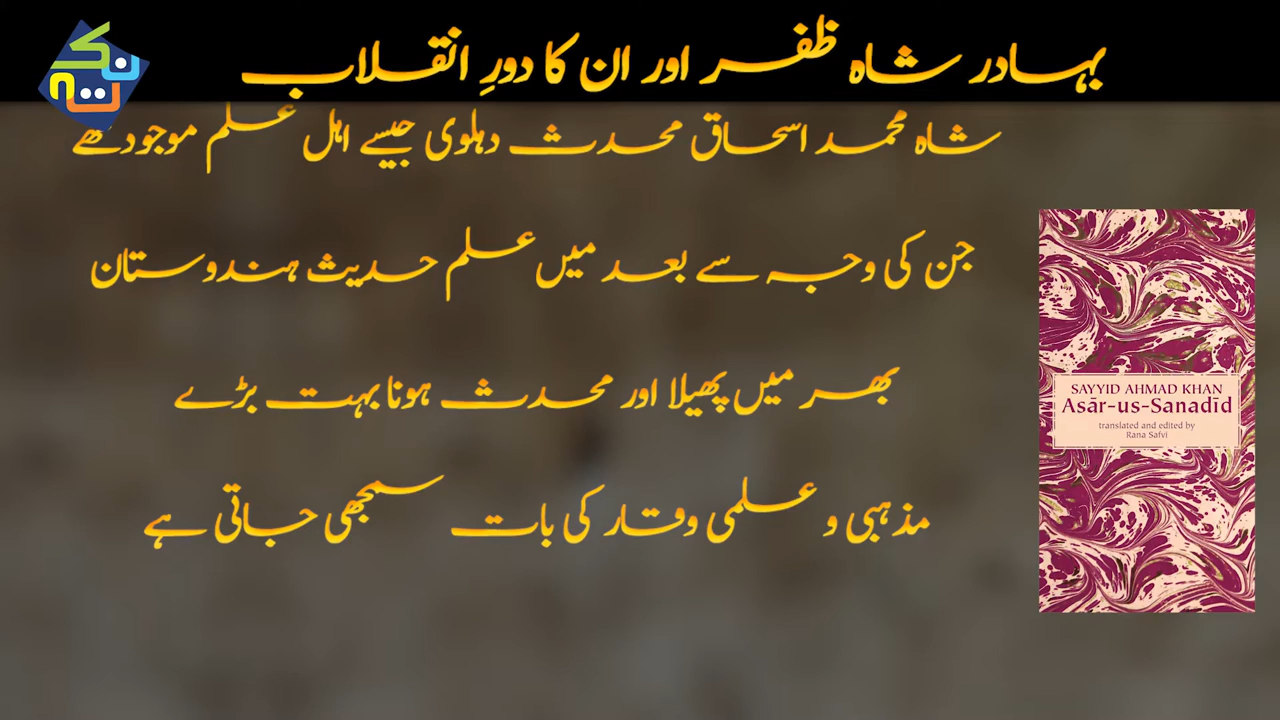 بہادر شاہ ظفر اور ان کا دورِ انقلاب
نکتہ
شاہ محمد اسحاق محدث دہلوی جیسے اہل علم موجود تھے
جن کی وجہ سے بعد میں علم حدیث ہندوستان
بھر میں پھیلا اور محدث ہونا بہت بڑے
مذہبی و علمی وقار کی بات سمجھی جاتی ہے
SAYYID AHMAD KHAN
Asār-us-Sanadīd
translated and edited by
Rana Safvi